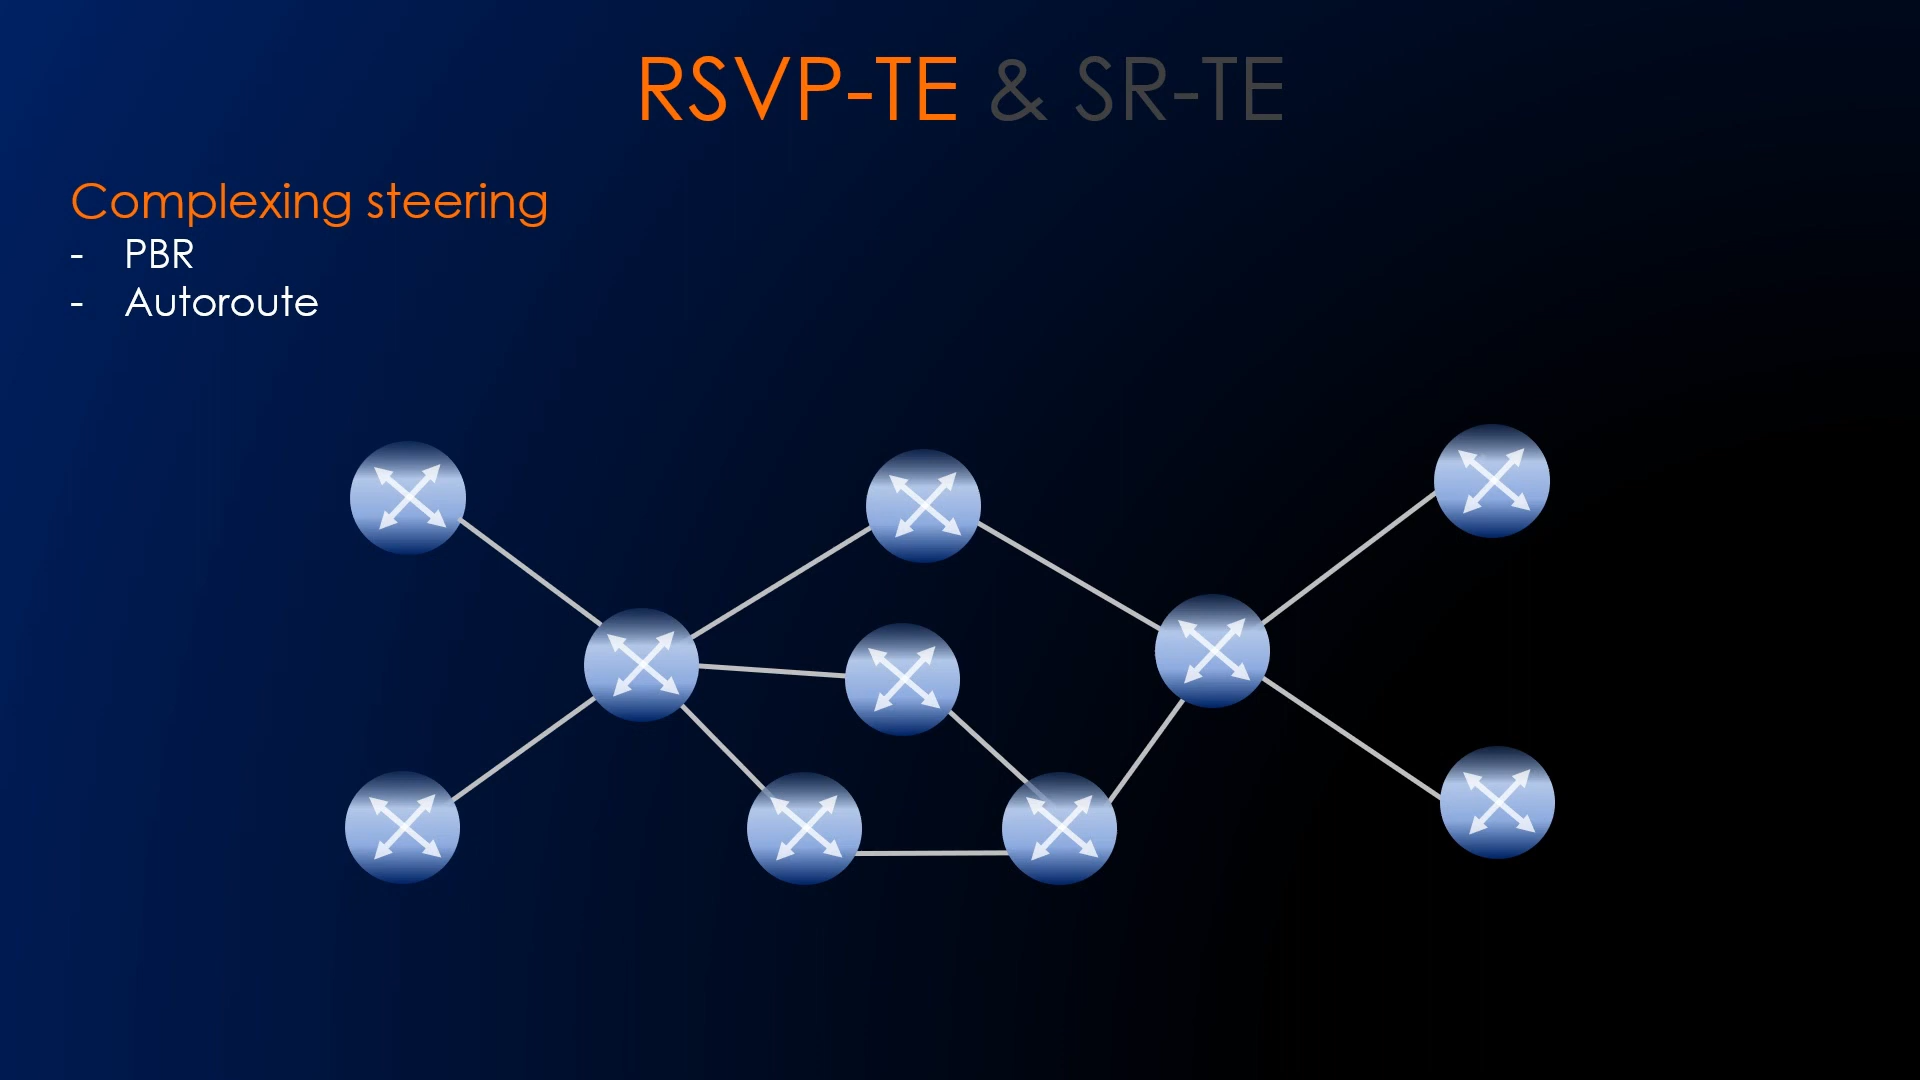 RSVP-TE & SR-TE
Complexing steering
- PBR
- Autoroute